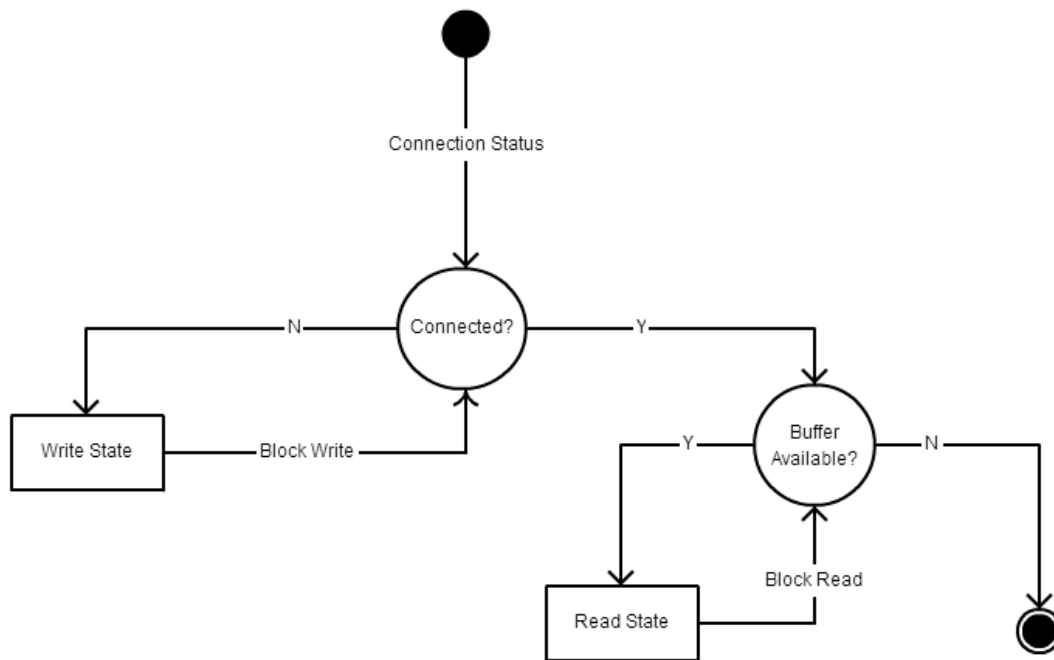 Connection Status
Connected?
N
Y
Write State
Block Write
Buffer
Available?
Y
N
Block Read
Read State